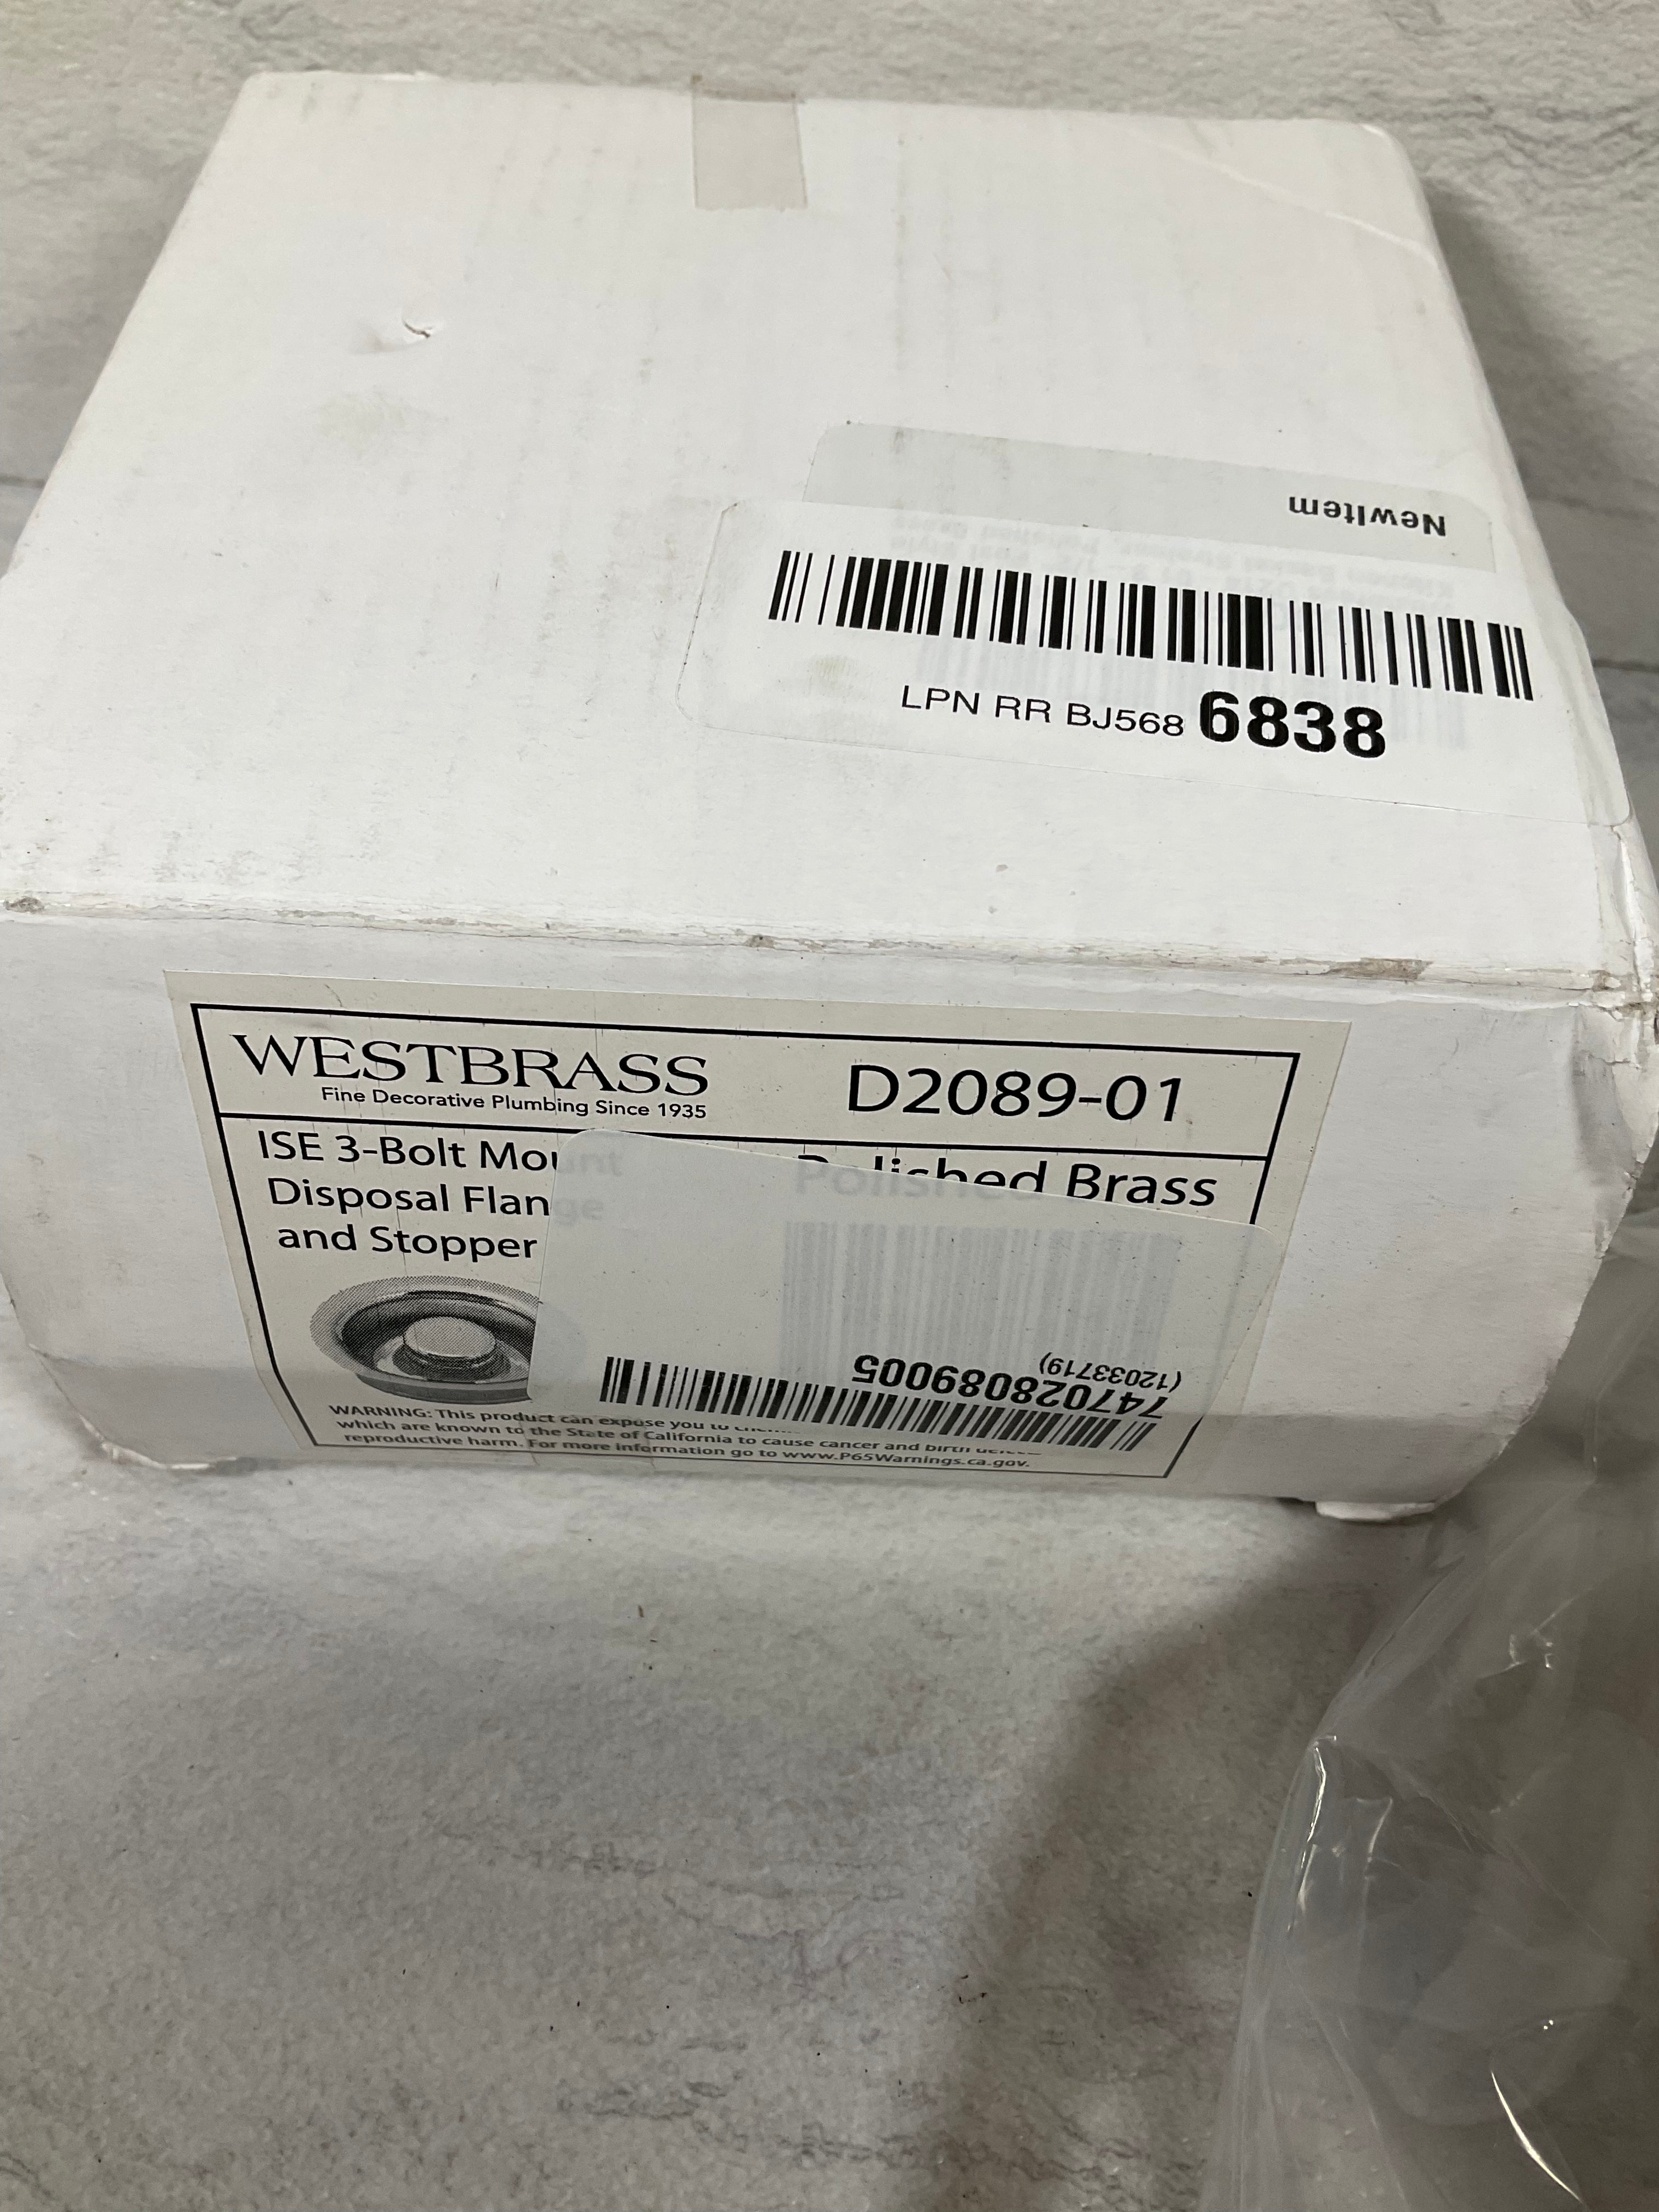 NewItem
LPN RR BJ568 6838
WESTBRASS
Fine Decorative Plumbing Since 1935
D2089-01
ISE 3-Bolt Mount
Disposal Flange
and Stopper
Polished Brass
747028089005
(12033719)
WARNING: This product can expose you to
which are known to the State of California to cause cancer and birth
reproductive harm. For more information go to www.P65Warnings.ca.gov.